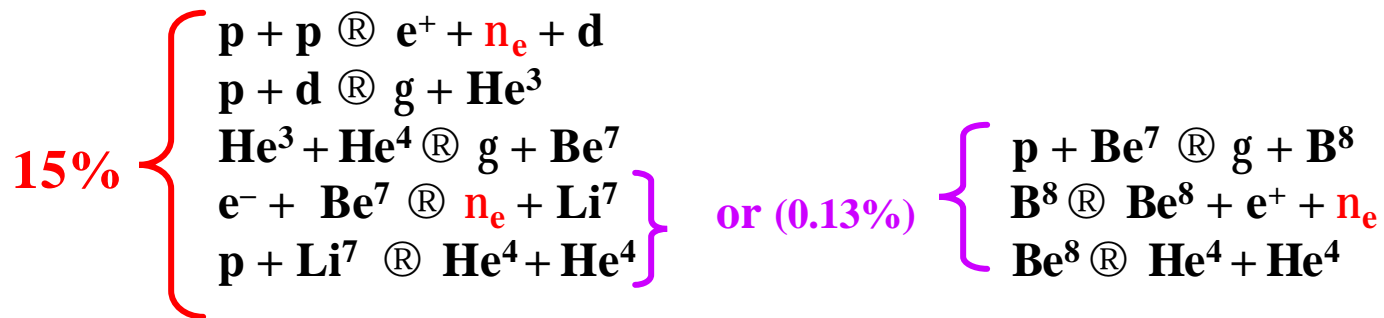 p + p ® e⁺ + nₑ + d
p + d ® g + He³
He³ + He⁴ ® g + Be⁷
15%
e⁻ + Be⁷ ® nₑ + Li⁷
p + Li⁷ ® He⁴ + He⁴
or (0.13%)
p + Be⁷ ® g + B⁸
B⁸ ® Be⁸ + e⁺ + nₑ
Be⁸ ® He⁴ + He⁴